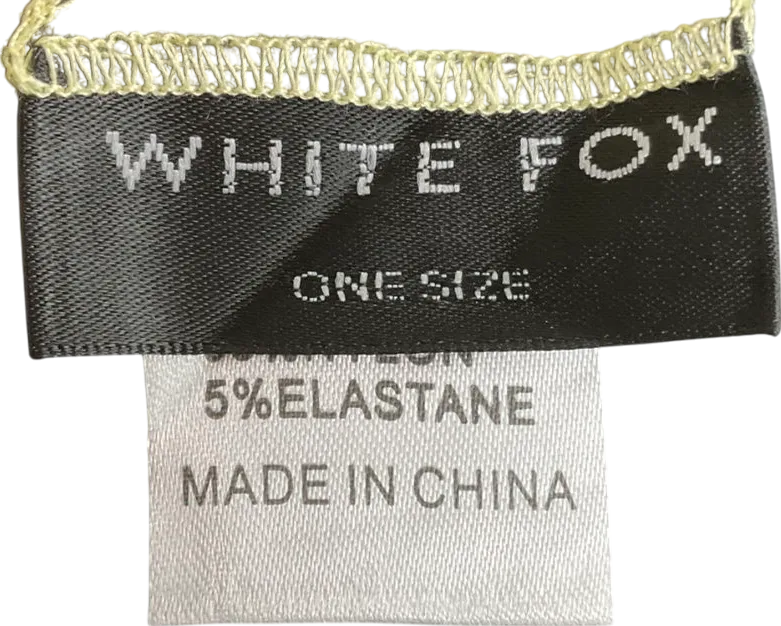 WHITE FOX
ONE SIZE
5%ELASTANE
MADE IN CHINA